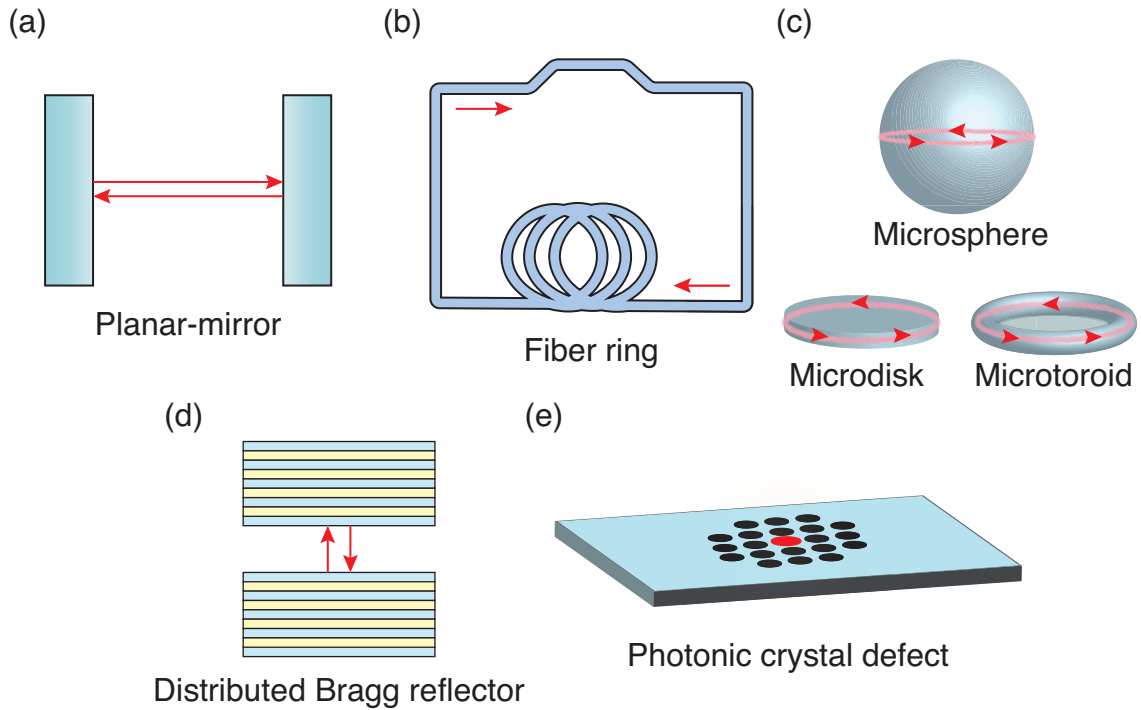 (a)
(b)
(c)
Planar-mirror
Fiber ring
Microsphere
Microdisk
Microtoroid
(d)
(e)
Distributed Bragg reflector
Photonic crystal defect